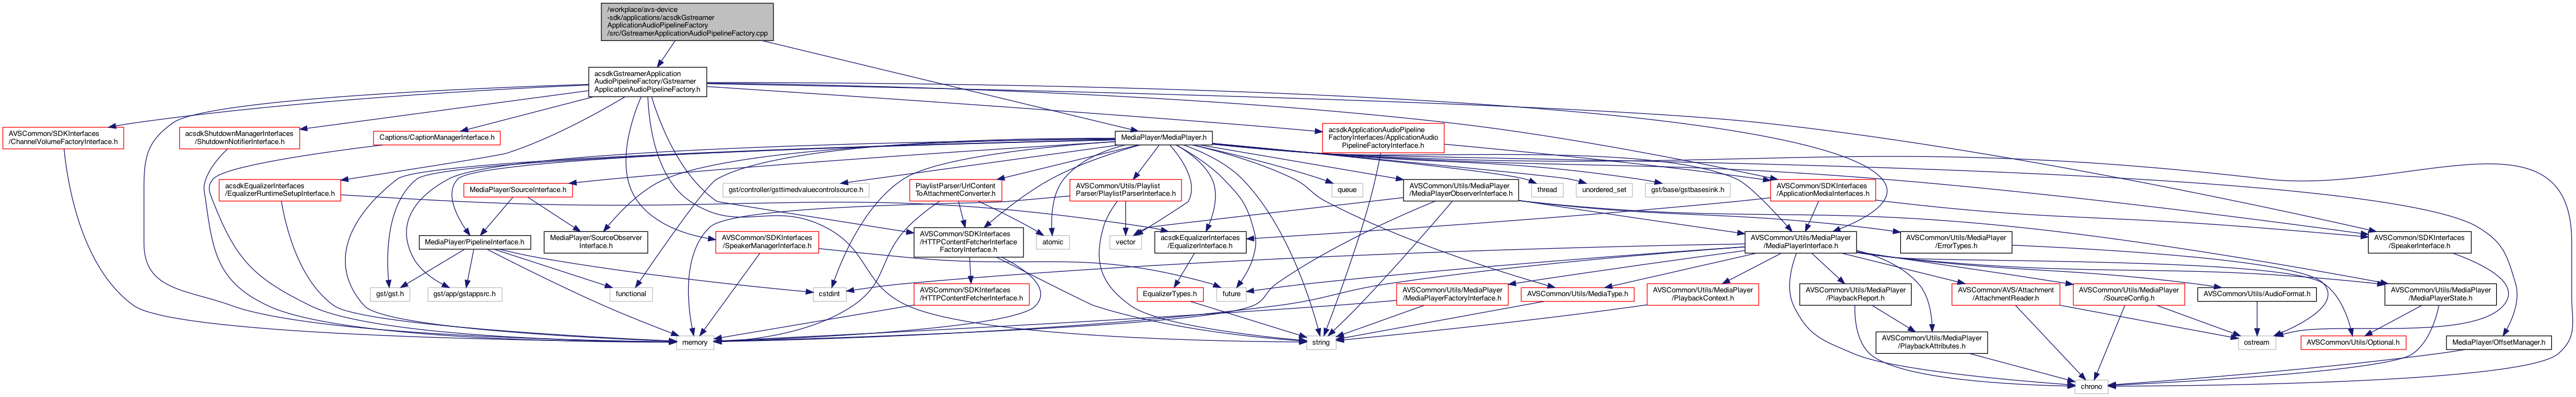 /workplace/avs-device
-sdk/applications/acsdkGstreamer
ApplicationAudioPipelineFactory
/src/GstreamerApplicationAudioPipelineFactory.cpp
acsdkGstreamerApplication
AudioPipelineFactory/Gstreamer
ApplicationAudioPipelineFactory.h
AVSCommon/SDKInterfaces
/ChannelVolumeFactoryInterface.h
acsdkShutdownManagerInterfaces
/ShutdownNotifierInterface.h
Captions/CaptionManagerInterface.h
MediaPlayer/MediaPlayer.h
acsdkApplicationAudioPipeline
FactoryInterfaces/ApplicationAudio
PipelineFactoryInterface.h
acsdkEqualizerInterfaces
/EqualizerRuntimeSetupInterface.h
MediaPlayer/SourceInterface.h
gst/controller/gsttimedvaluecontrolsource.h
PlaylistParser/UrlContent
ToAttachmentConverter.h
AVSCommon/Utils/Playlist
Parser/PlaylistParserInterface.h
queue
AVSCommon/Utils/MediaPlayer
/MediaPlayerObserverInterface.h
thread
unordered_set
gst/base/gstbasesink.h
AVSCommon/SDKInterfaces
/ApplicationMediaInterfaces.h
MediaPlayer/PipelineInterface.h
MediaPlayer/SourceObserver
Interface.h
AVSCommon/SDKInterfaces
/SpeakerManagerInterface.h
AVSCommon/SDKInterfaces
/HTTPContentFetcherInterface
FactoryInterface.h
atomic
vector
acsdkEqualizerInterfaces
/EqualizerInterface.h
AVSCommon/Utils/MediaPlayer
/MediaPlayerInterface.h
AVSCommon/Utils/MediaPlayer
/ErrorTypes.h
AVSCommon/SDKInterfaces
/SpeakerInterface.h
gst/gst.h
gst/app/gstappsrc.h
functional
cstdint
AVSCommon/SDKInterfaces
/HTTPContentFetcherInterface.h
EqualizerTypes.h
future
AVSCommon/Utils/MediaPlayer
/MediaPlayerFactoryInterface.h
AVSCommon/Utils/MediaType.h
AVSCommon/Utils/MediaPlayer
/PlaybackContext.h
AVSCommon/Utils/MediaPlayer
/PlaybackReport.h
AVSCommon/AVS/Attachment
/AttachmentReader.h
AVSCommon/Utils/MediaPlayer
/SourceConfig.h
AVSCommon/Utils/AudioFormat.h
AVSCommon/Utils/MediaPlayer
/MediaPlayerState.h
memory
string
AVSCommon/Utils/MediaPlayer
/PlaybackAttributes.h
ostream
AVSCommon/Utils/Optional.h
MediaPlayer/OffsetManager.h
chrono